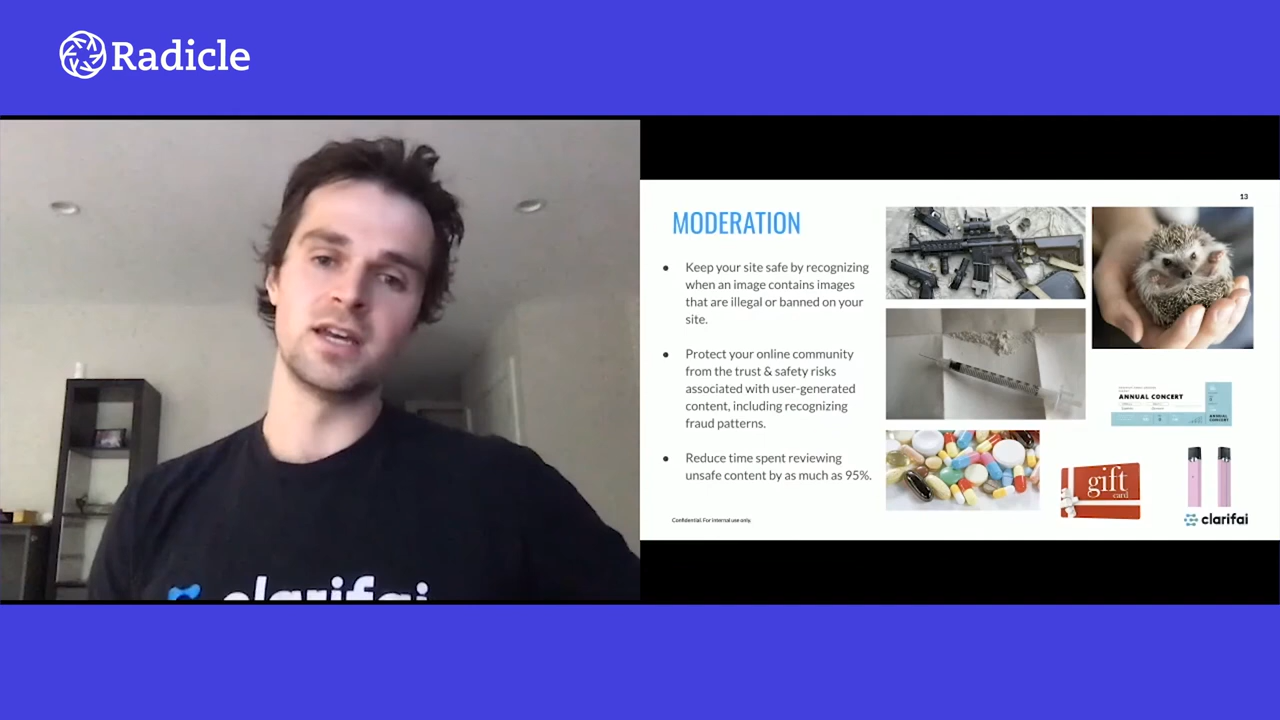 Radicle
clarifai
13
MODERATION
● Keep your site safe by recognizing
when an image contains images
that are illegal or banned on your
site.
● Protect your online community
from the trust & safety risks
associated with user-generated
content, including recognizing
fraud patterns.
● Reduce time spent reviewing
unsafe content by as much as 95%.
Confidential. For internal use only.
ANNUAL CONCERT
ANNUAL
CONCERT
gift
card
clarifai